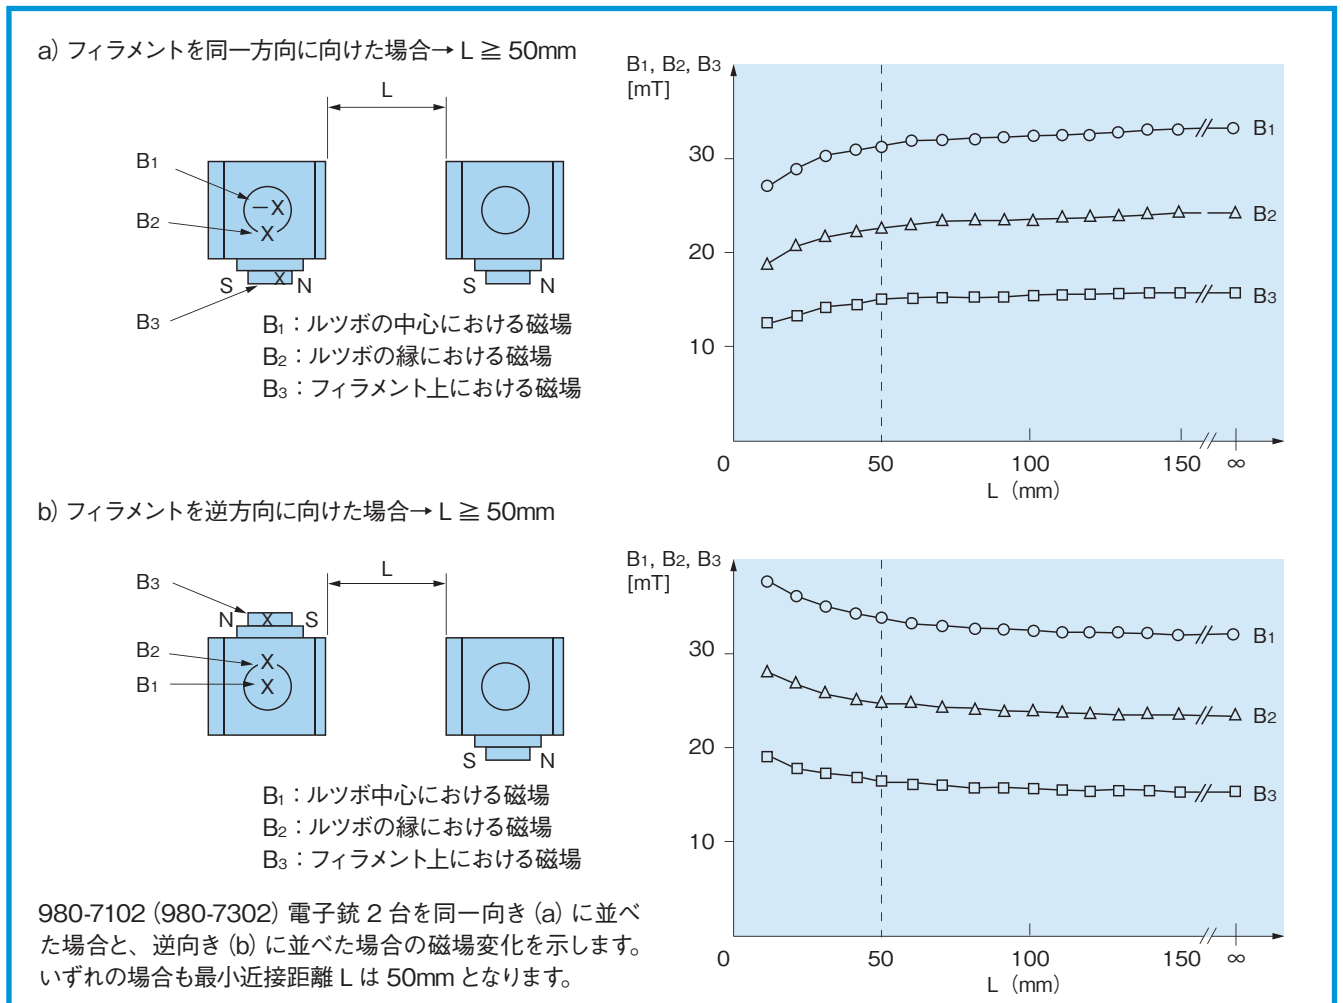 a) フィラメントを同一方向に向けた場合→ L ≧ 50mm
L
B1
B2
B3
X
X
X
S
N
S
N
B1：ルツボの中心における磁場
B2：ルツボの縁における磁場
B3：フィラメント上における磁場
B1, B2, B3
[mT]
30
20
10
0
50
100
150
∞
L (mm)
B1
B2
B3
b) フィラメントを逆方向に向けた場合→ L ≧ 50mm
L
B3
N
X
S
B2
X
B1
X
S
N
B1：ルツボ中心における磁場
B2：ルツボの縁における磁場
B3：フィラメント上における磁場
B1, B2, B3
[mT]
30
20
10
0
50
100
150
∞
L (mm)
B1
B2
B3
980-7102 (980-7302) 電子銃 2 台を同一向き (a) に並べ
た場合と、逆向き (b) に並べた場合の磁場変化を示します。
いずれの場合も最小近接距離 L は 50mm となります。